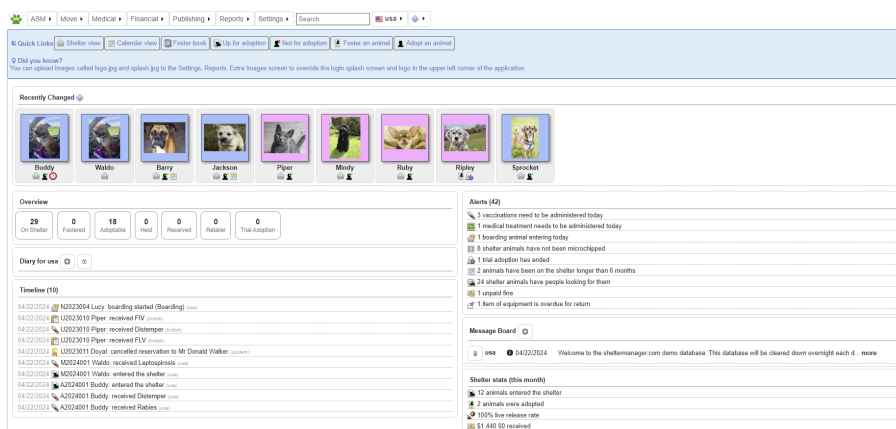 ASM Move Medical Financial Publishing Reports Settings Search usa
Quick Links Shelter view Calendar view Foster book Up for adoption Not for adoption Foster an animal Adopt an animal
Did you know?
You can upload images called logo.jpg and splash.jpg to the Settings, Reports, Extra Images screen to override the login splash screen and logo in the upper left corner of the application.
Recently Changed
Buddy Waldo Barry Jackson Piper Mindy Ruby Ripley Sprocket
Overview
29 0 18 0 0 0 0
On Shelter Fostered Adoptable Held Reserved Retailer Trial Adoption
Diary for usa
Timeline (10)
04/22/2024 N2023004 Lucy: boarding started (Boarding) (usa)
04/22/2024 U2023010 Piper: received FIV (british)
04/22/2024 U2023010 Piper: received Distemper (british)
04/22/2024 U2023010 Piper: received FLV (british)
04/22/2024 U2023011 Doyal: cancelled reservation to Mr Donald Walker (system)
04/22/2024 M2024001 Waldo: received Leptospirosis (usa)
04/22/2024 M2024001 Waldo: entered the shelter (usa)
04/22/2024 A2024001 Buddy: entered the shelter (usa)
04/22/2024 A2024001 Buddy: received Distemper (usa)
04/22/2024 A2024001 Buddy: received Rabies (usa)
Alerts (42)
3 vaccinations need to be administered today
1 medical treatment needs to be administered today
1 boarding animal entering today
8 shelter animals have not been microchipped
1 trial adoption has ended
2 animals have been on the shelter longer than 6 months
24 shelter animals have people looking for them
1 unpaid fine
1 item of equipment is overdue for return
Message Board
usa 04/22/2024 Welcome to the sheltermanager.com demo database. This database will be cleared down overnight each d... more
Shelter stats (this month)
12 animals entered the shelter
2 animals were adopted
100% live release rate
$1,440.00 received